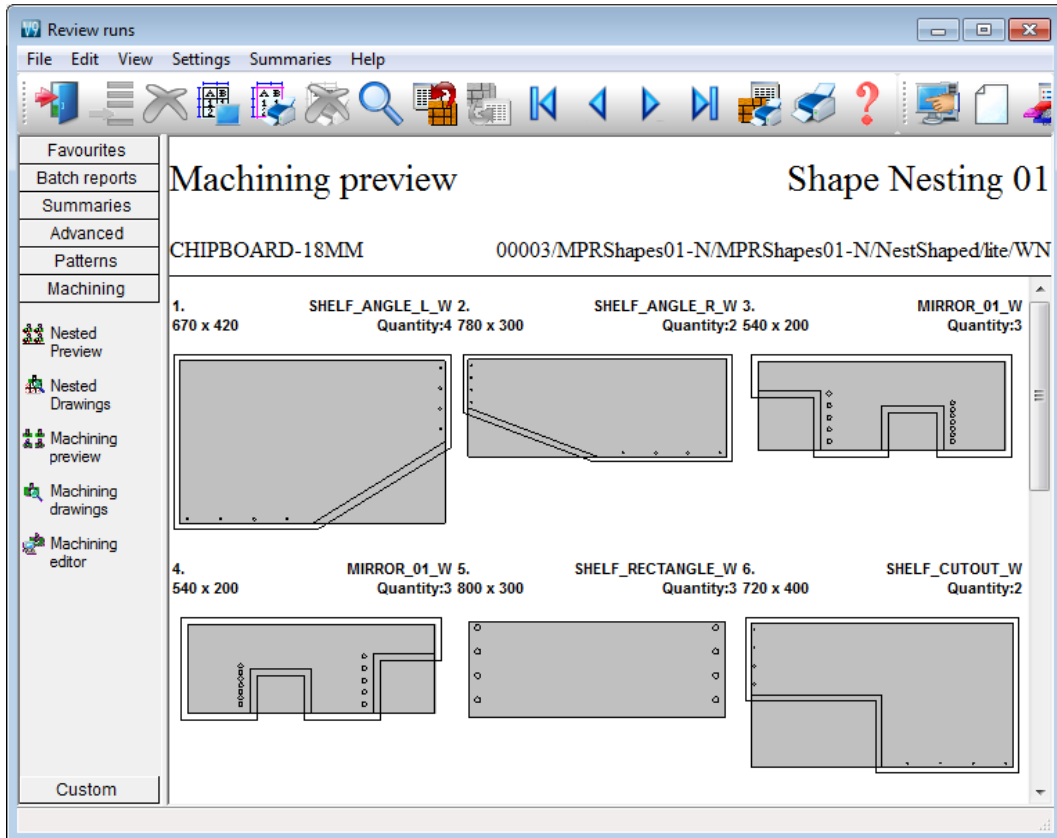 V9 Review runs
File Edit View Settings Summaries Help
Favourites
Batch reports
Summaries
Advanced
Patterns
Machining
Nested
Preview
Nested
Drawings
Machining
preview
Machining
drawings
Machining
editor
Custom
Machining preview Shape Nesting 01
CHIPBOARD-18MM 00003/MPRShapes01-N/MPRShapes01-N/NestShaped/lite/WN
1. SHELF_ANGLE_L_W 2. SHELF_ANGLE_R_W 3. MIRROR_01_W
670 x 420 Quantity:4 780 x 300 Quantity:2 540 x 200 Quantity:3
4. MIRROR_01_W 5. SHELF_RECTANGLE_W 6. SHELF_CUTOUT_W
540 x 200 Quantity:3 800 x 300 Quantity:3 720 x 400 Quantity:2